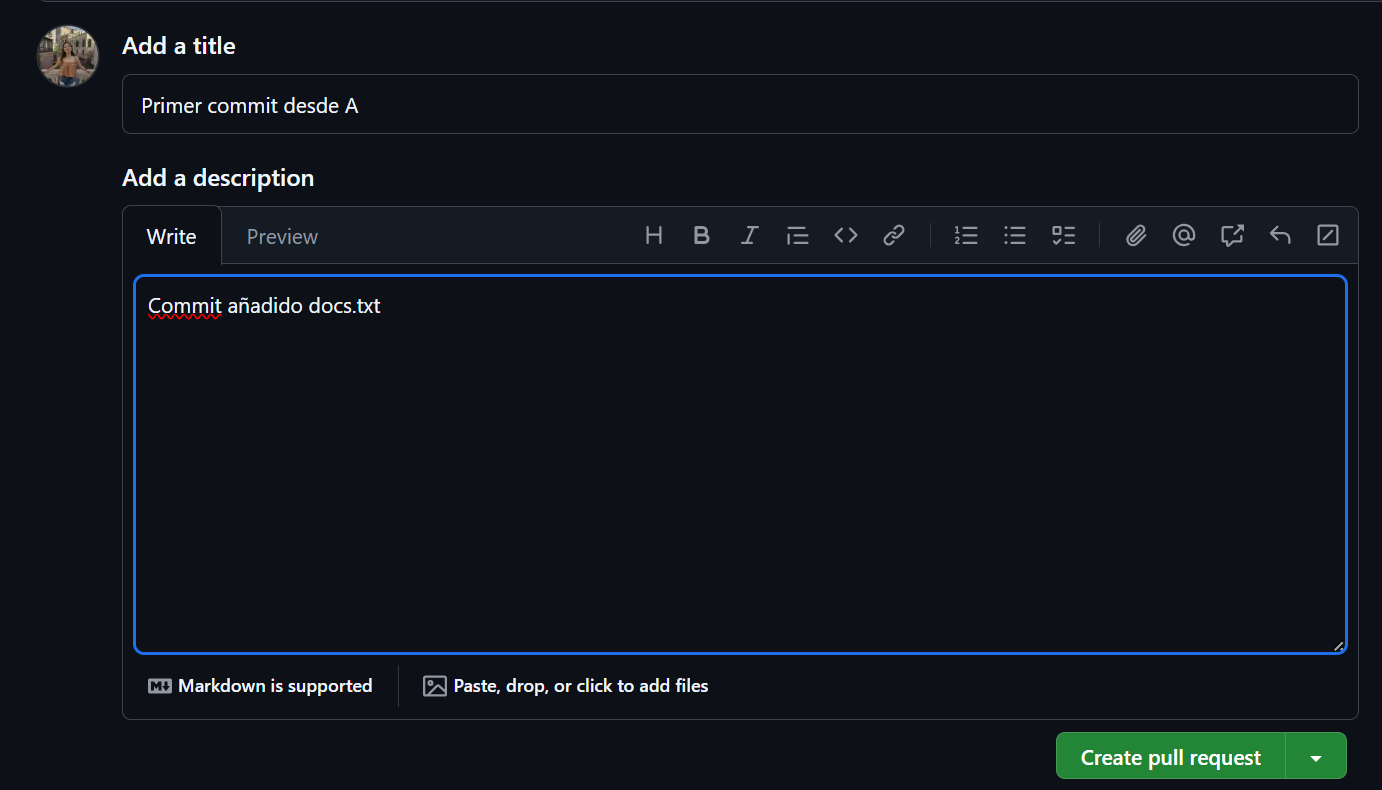 Add a title
Primer commit desde A
Add a description
Write Preview
Commit añadido docs.txt
Markdown is supported Paste, drop, or click to add files
Create pull request